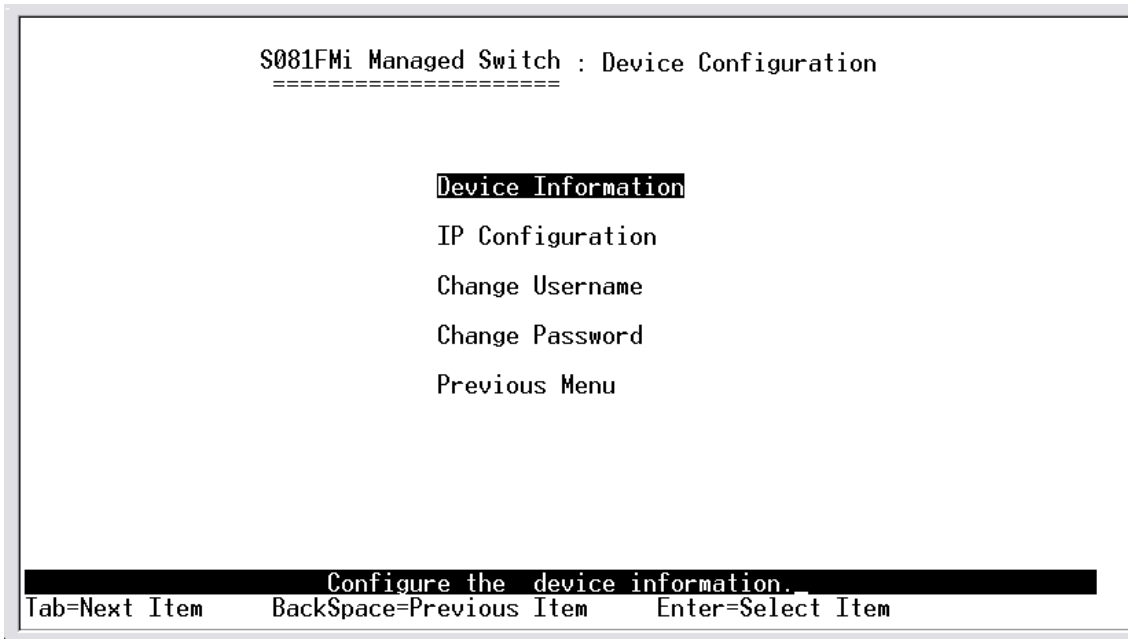 S081FMi Managed Switch : Device Configuration
=====================
Device Information
IP Configuration
Change Username
Change Password
Previous Menu
Configure the  device information._
Tab=Next Item BackSpace=Previous Item Enter=Select Item